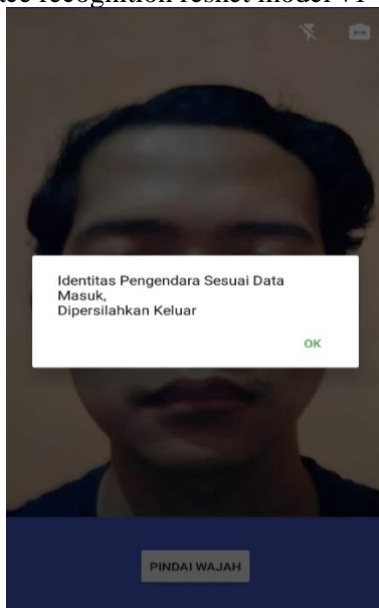 face recognition resnet model v1
Identitas Pengendara Sesuai Data
Masuk,
Dipersilahkan Keluar
OK
PINDAI WAJAH